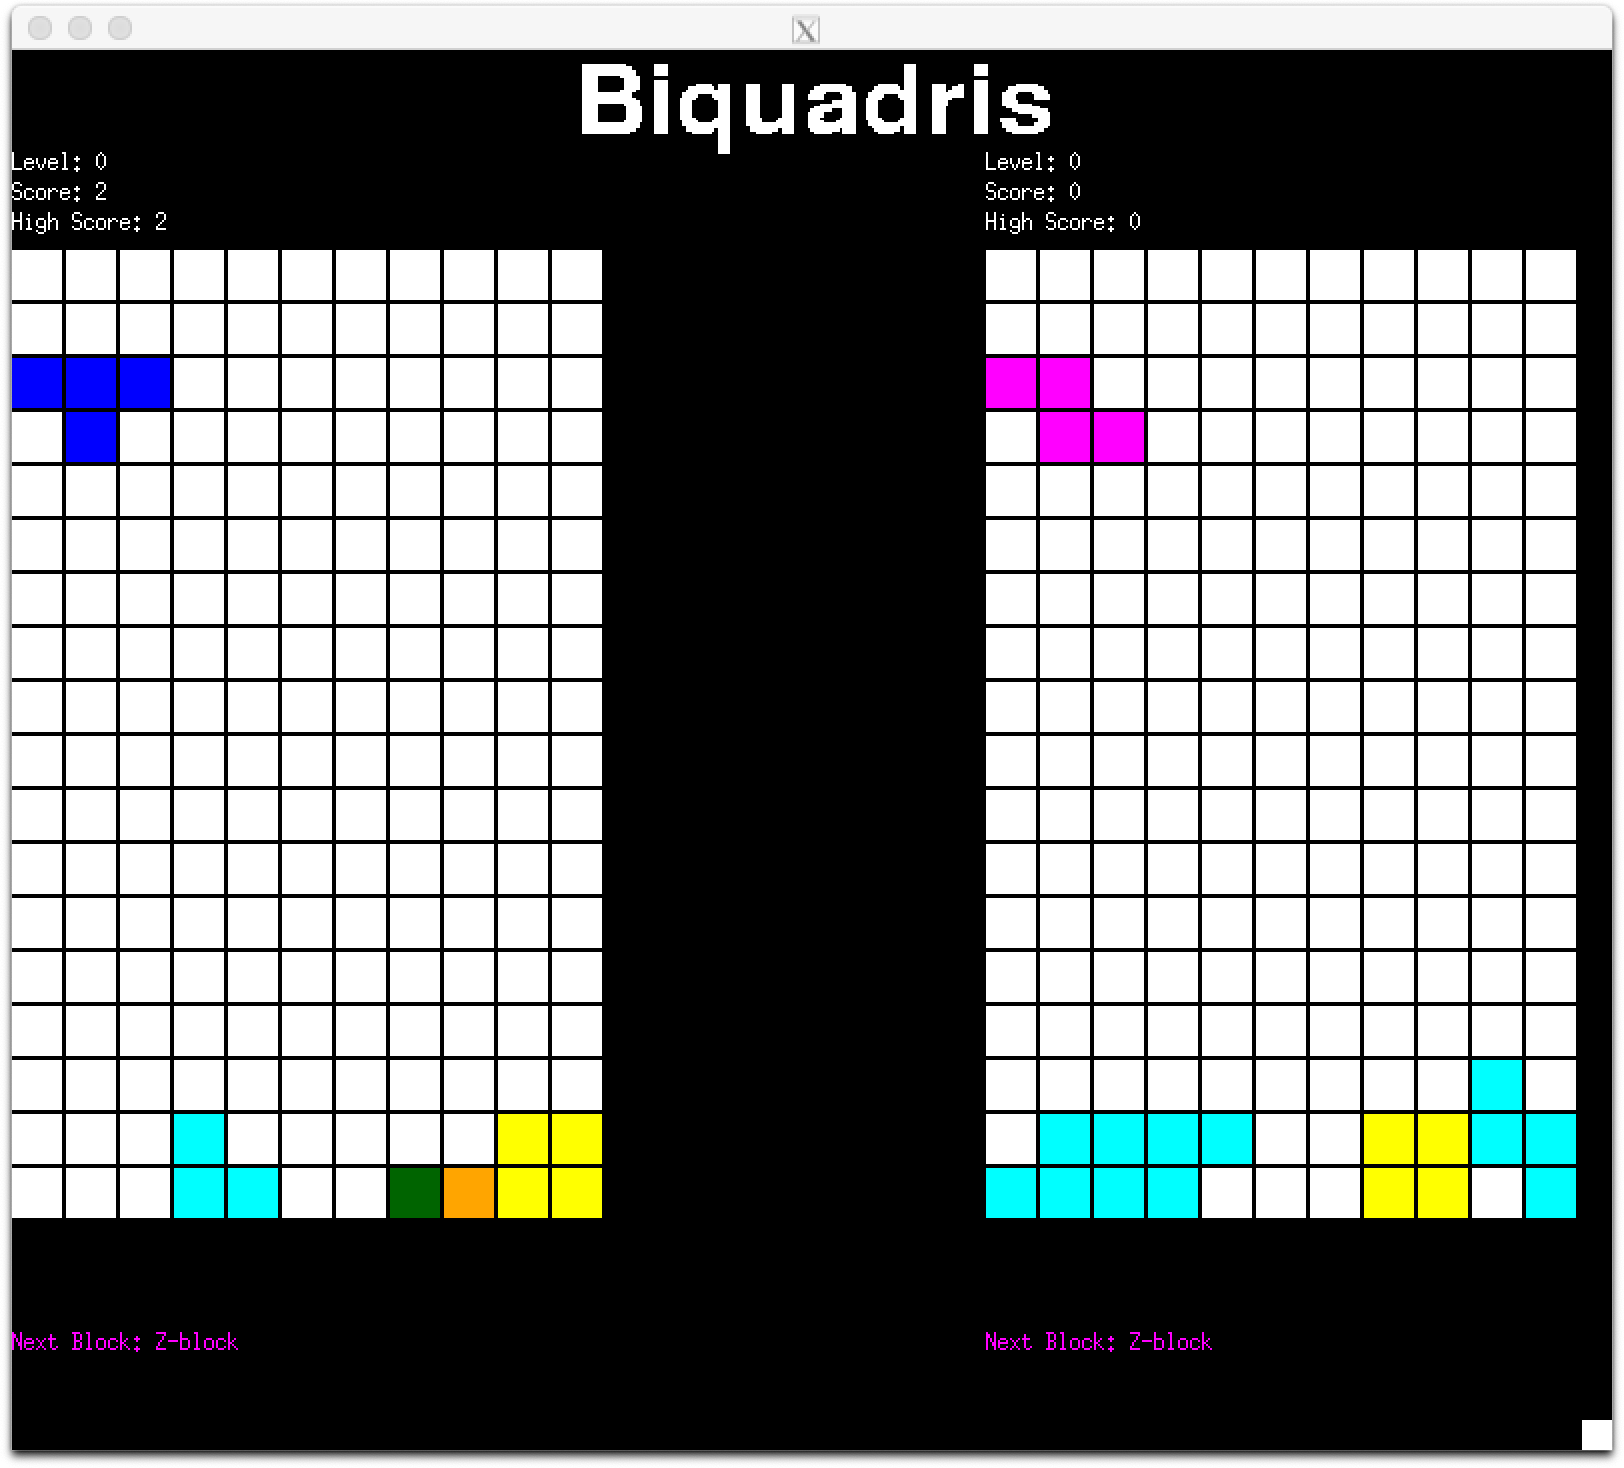 Biquadris
Level: 0
Score: 2
High Score: 2
Level: 0
Score: 0
High Score: 0
Next Block: Z-block
Next Block: Z-block